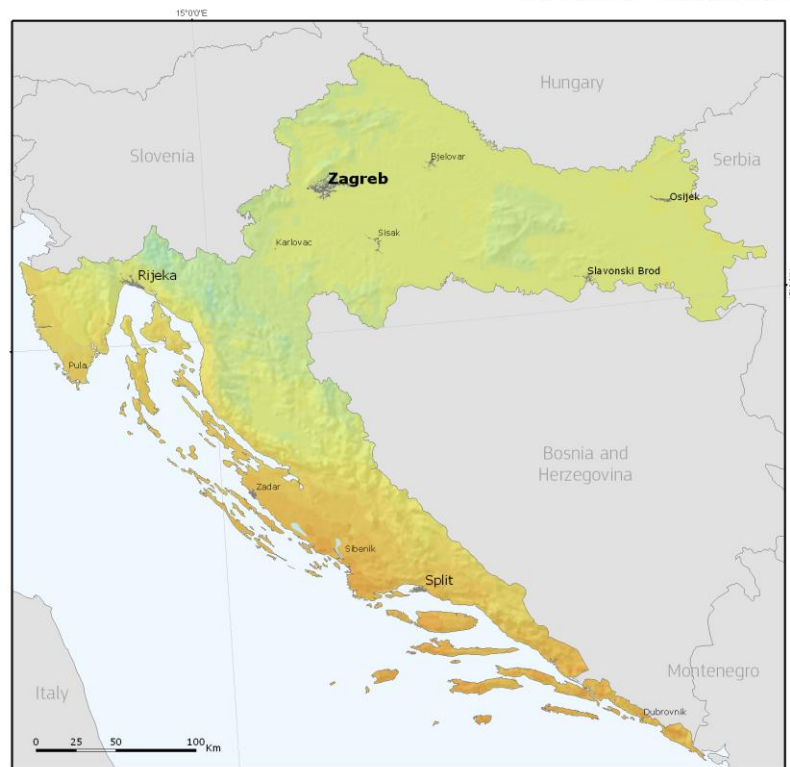 15°0'0"E
Hungary
Slovenia
Serbia
Bjelovar
Zagreb
Osijek
Sisak
Karlovac
Rijeka
Slavonski Brod
Pula
Bosnia and
Herzegovina
Zadar
Sibenik
Split
Montenegro
Italy
Dubrovnik
0 25 50 100
Km